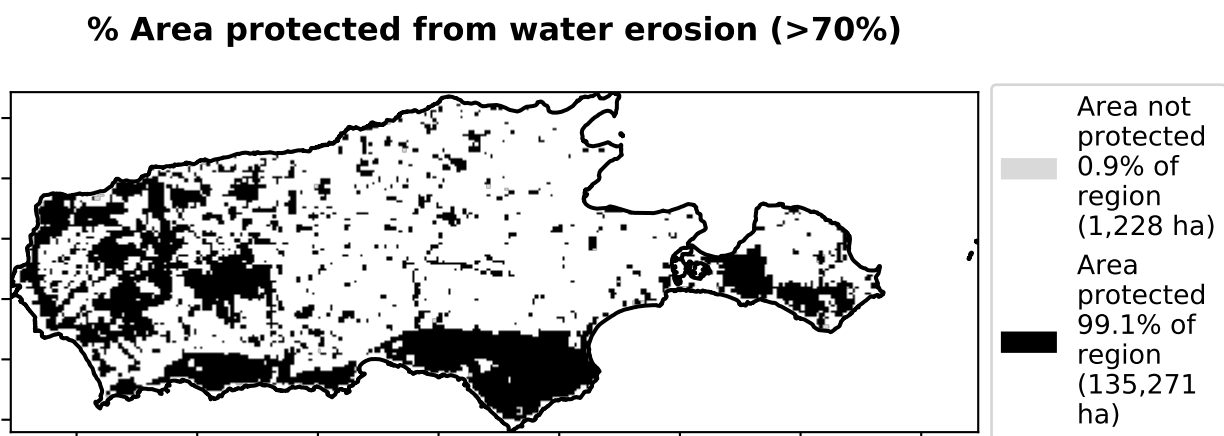 % Area protected from water erosion (>70%)
Area not
protected
0.9% of
region
(1,228 ha)
Area
protected
99.1% of
region
(135,271
ha)